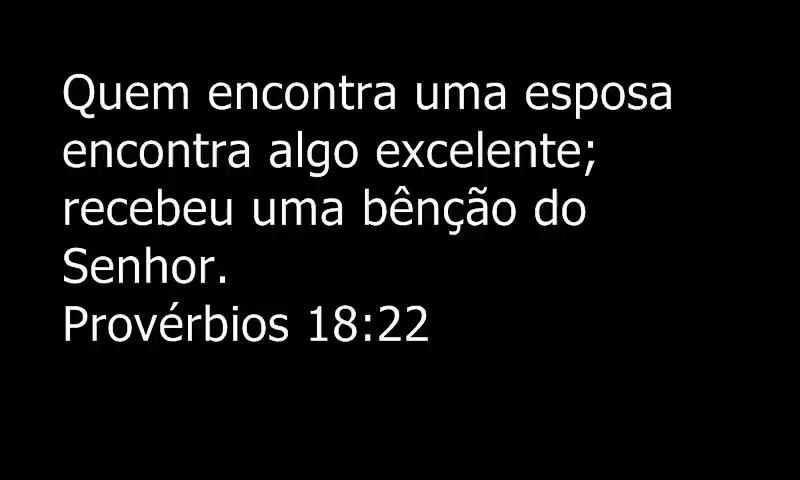 Quem encontra uma esposa
encontra algo excelente;
recebeu uma bênção do
Senhor.
Provérbios 18:22